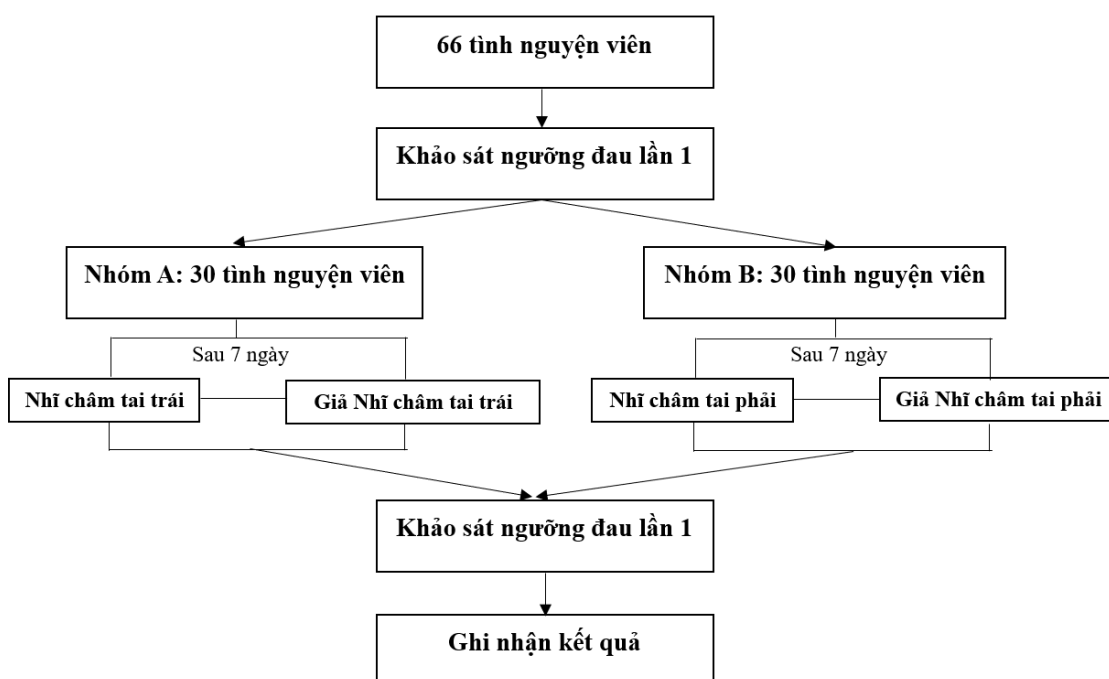 66 tình nguyện viên
Khảo sát ngưỡng đau lần 1
Nhóm A: 30 tình nguyện viên
Nhóm B: 30 tình nguyện viên
Sau 7 ngày
Sau 7 ngày
Nhĩ châm tai trái
Giả Nhĩ châm tai trái
Nhĩ châm tai phải
Giả Nhĩ châm tai phải
Khảo sát ngưỡng đau lần 1
Ghi nhận kết quả